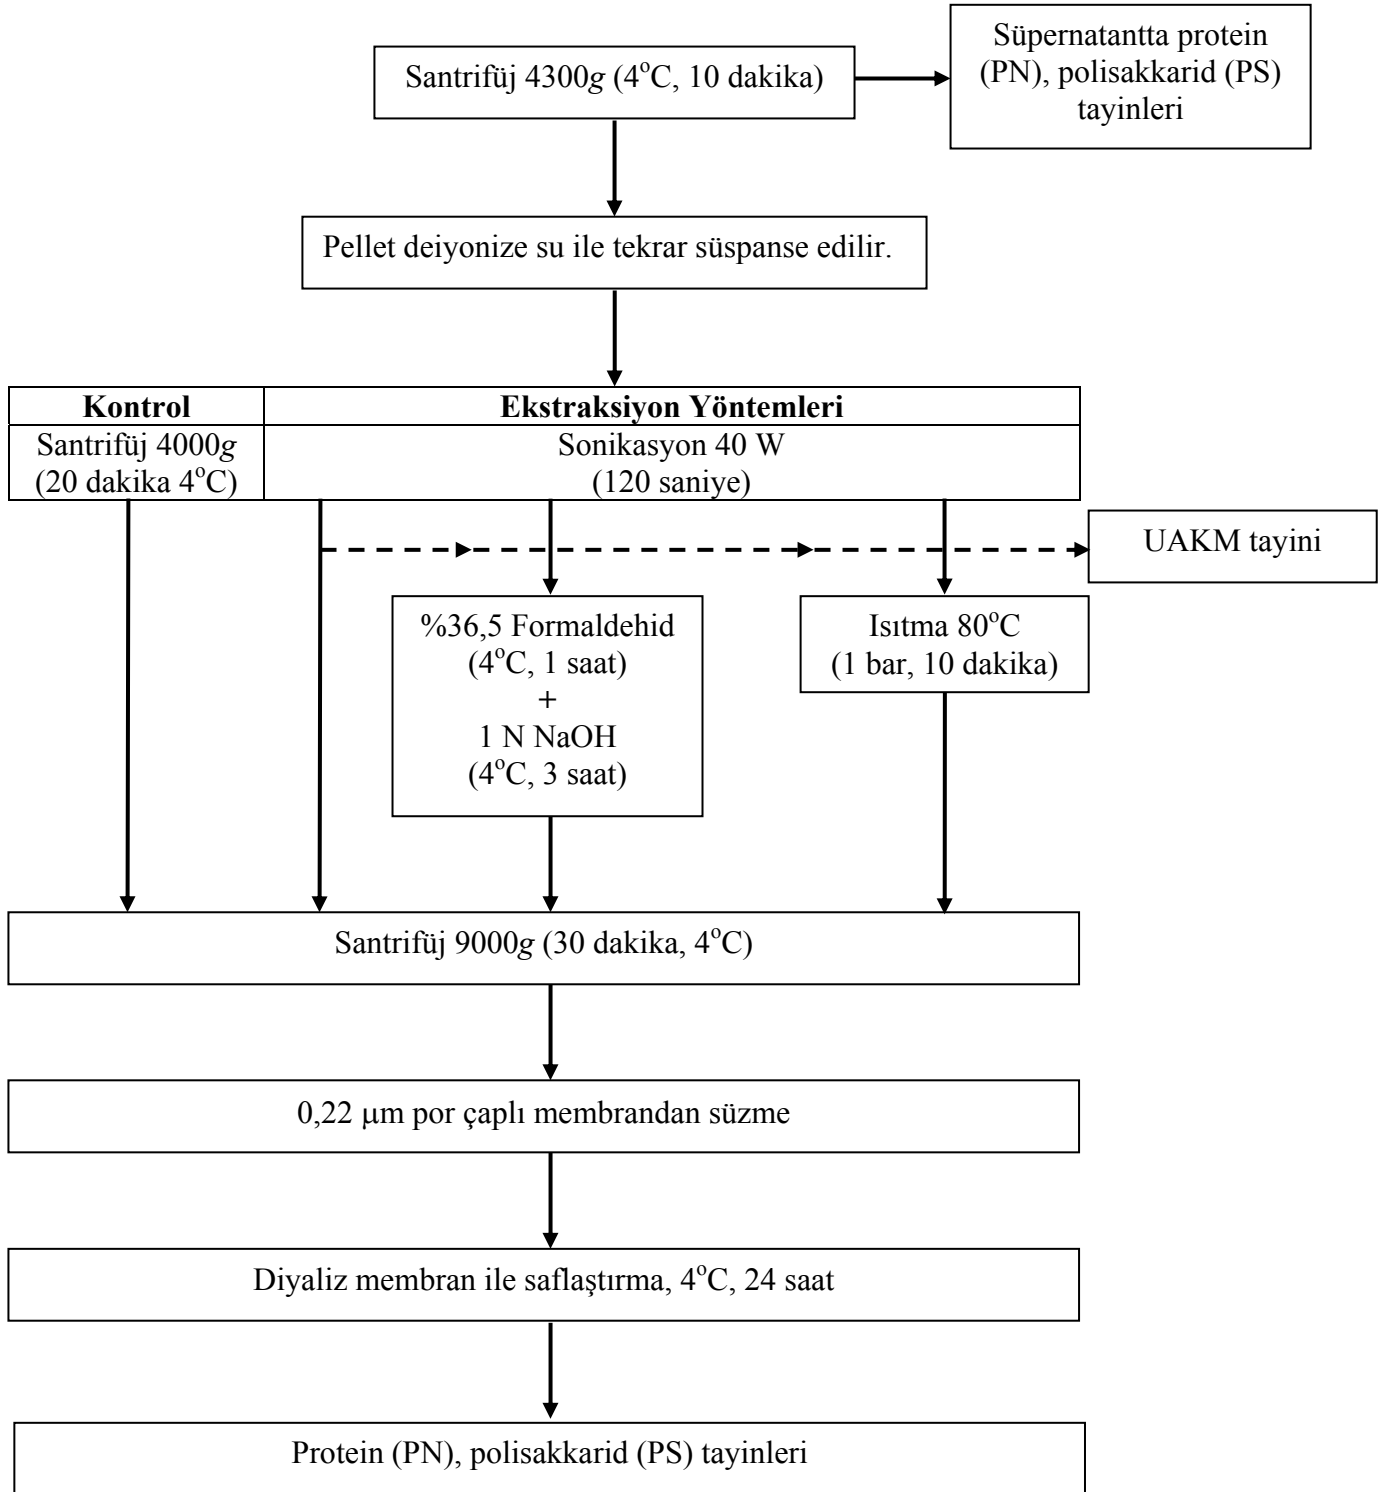 Süpernatantta protein
(PN), polisakkarid (PS)
tayinleri
Santrifüj 4300g (4°C, 10 dakika)
Pellet deiyonize su ile tekrar süspanse edilir.
Kontrol
Ekstraksiyon Yöntemleri
Santrifüj 4000g
(20 dakika 4°C)
Sonikasyon 40 W
(120 saniye)
UAKM tayini
%36,5 Formaldehid
(4°C, 1 saat)
+
1 N NaOH
(4°C, 3 saat)
Isıtma 80°C
(1 bar, 10 dakika)
Santrifüj 9000g (30 dakika, 4°C)
0,22 µm por çaplı membrandan süzme
Diyaliz membran ile saflaştırma, 4°C, 24 saat
Protein (PN), polisakkarid (PS) tayinleri